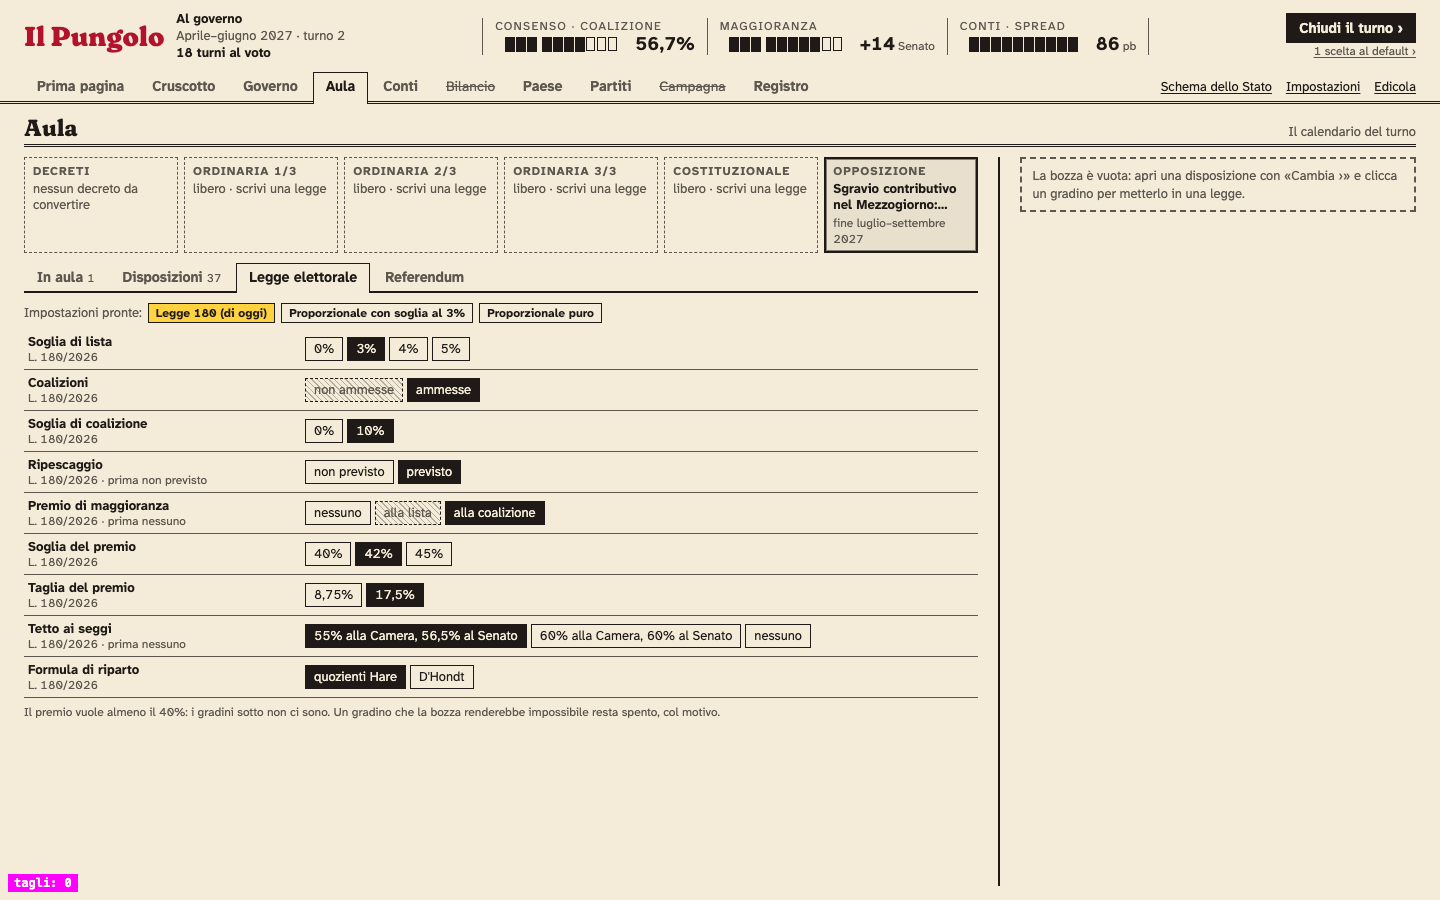 Il Pungolo
Al governo
Aprile–giugno 2027 · turno 2
18 turni al voto
CONSENSO · COALIZIONE
56,7%
MAGGIORANZA
+14 Senato
CONTI · SPREAD
86 pb
Chiudi il turno ›
1 scelta al default ›
Prima pagina Cruscotto Governo Aula Conti Bilancio Paese Partiti Campagna Registro
Schema dello Stato Impostazioni Edicola
Aula
Il calendario del turno
DECRETI
nessun decreto da
convertire
ORDINARIA 1/3
libero · scrivi una legge
ORDINARIA 2/3
libero · scrivi una legge
ORDINARIA 3/3
libero · scrivi una legge
COSTITUZIONALE
libero · scrivi una legge
OPPOSIZIONE
Sgravio contributivo
nel Mezzogiorno:…
fine luglio–settembre
2027
La bozza è vuota: apri una disposizione con «Cambia ›» e clicca
un gradino per metterlo in una legge.
In aula 1 Disposizioni 37 Legge elettorale Referendum
Impostazioni pronte: Legge 180 (di oggi) Proporzionale con soglia al 3% Proporzionale puro
Soglia di lista
L. 180/2026
0% 3% 4% 5%
Coalizioni
L. 180/2026
non ammesse ammesse
Soglia di coalizione
L. 180/2026
0% 10%
Ripescaggio
L. 180/2026 · prima non previsto
non previsto previsto
Premio di maggioranza
L. 180/2026 · prima nessuno
nessuno alla lista alla coalizione
Soglia del premio
L. 180/2026
40% 42% 45%
Taglia del premio
L. 180/2026
8,75% 17,5%
Tetto ai seggi
L. 180/2026 · prima nessuno
55% alla Camera, 56,5% al Senato 60% alla Camera, 60% al Senato nessuno
Formula di riparto
L. 180/2026
quozienti Hare D'Hondt
Il premio vuole almeno il 40%: i gradini sotto non ci sono. Un gradino che la bozza renderebbe impossibile resta spento, col motivo.
tagli: 0